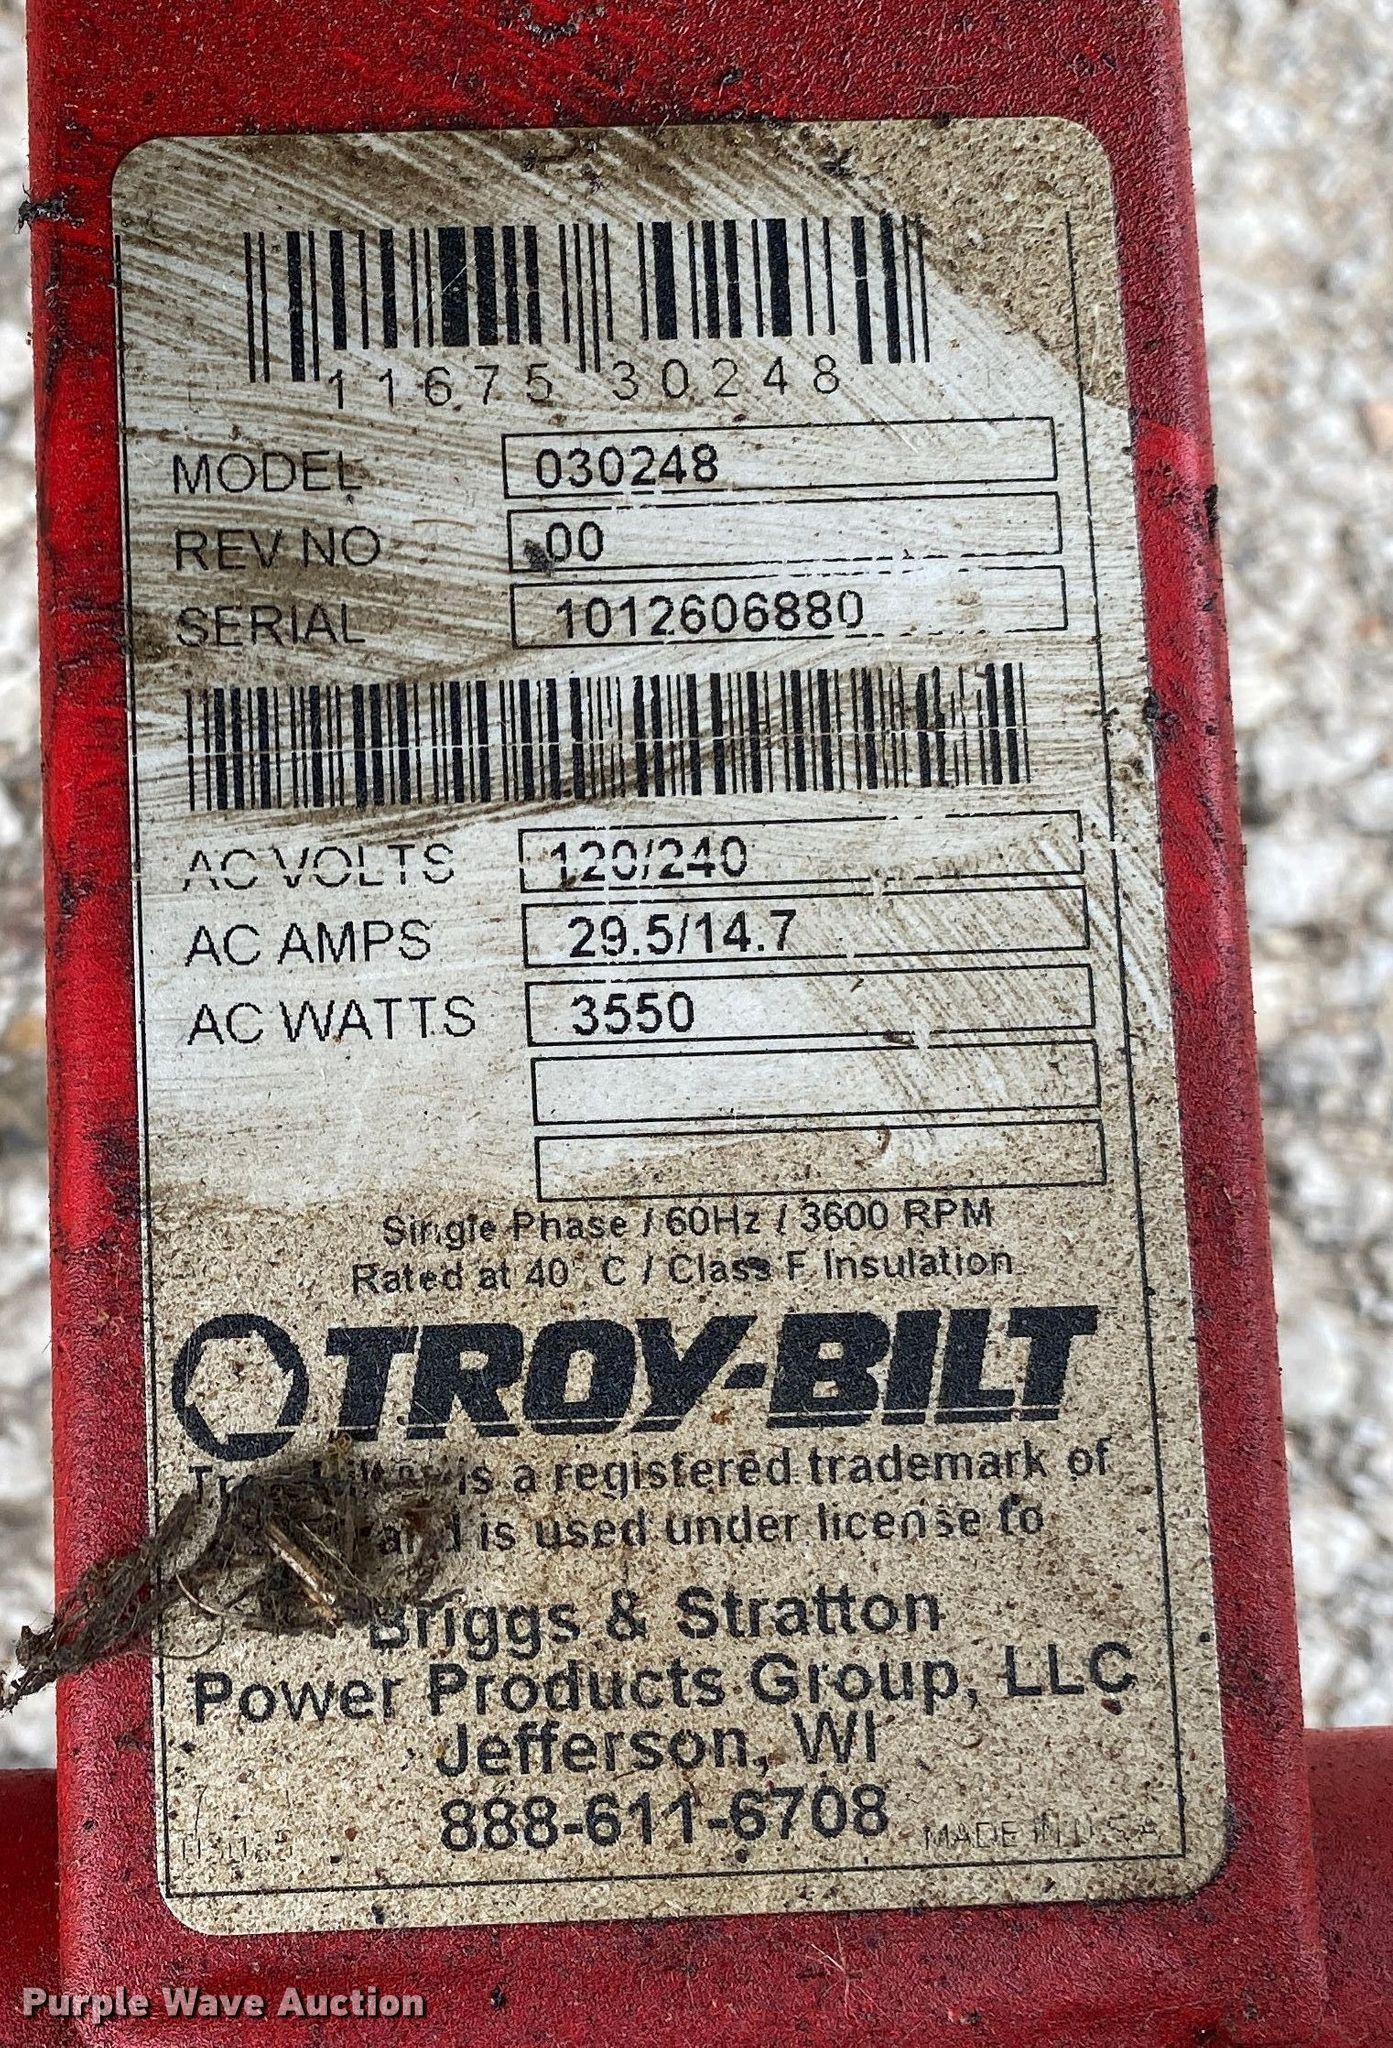 11675 30248
MODEL 030248
REV NO 00
SERIAL 1012606880
AC VOLTS 120/240
AC AMPS 29.5/14.7
AC WATTS 3550
Single Phase / 60Hz / 3600 RPM
Rated at 40° C / Class F Insulation
TROY-BILT
is a registered trademark of
and is used under license to
Briggs & Stratton
Power Products Group, LLC
Jefferson, WI
888-611-6708
MADE IN U.S.A.
Purple Wave Auction